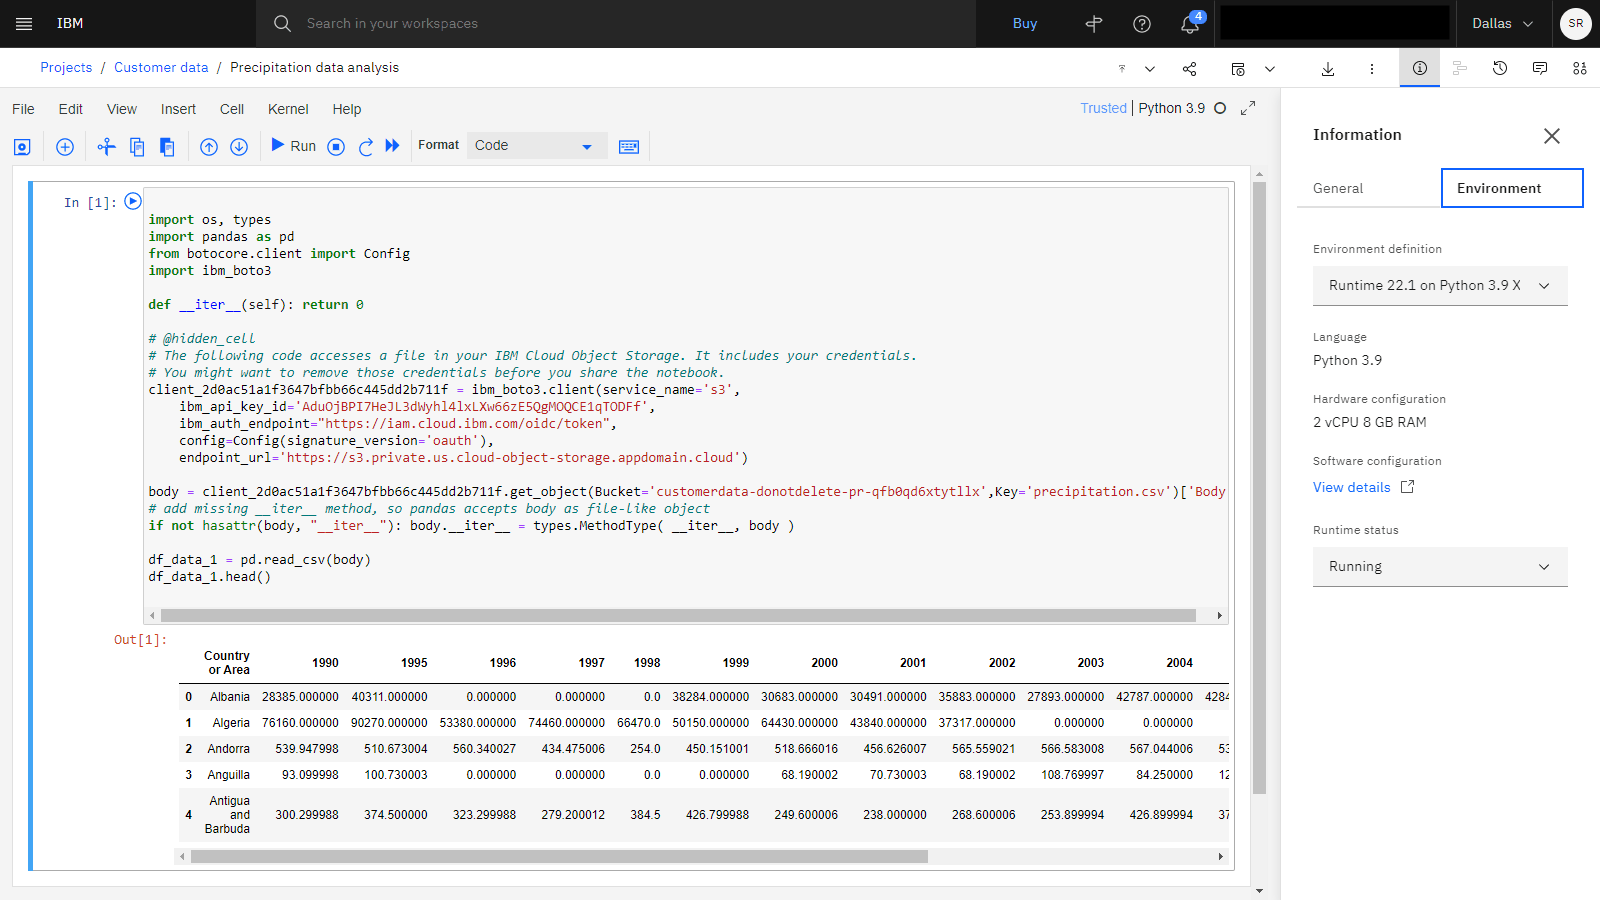 IBM
Search in your workspaces
Buy
4
Dallas
SR
Projects / Customer data / Precipitation data analysis
File Edit View Insert Cell Kernel Help
Trusted | Python 3.9
Run
Format
Code
In [1]:
import os, types
import pandas as pd
from botocore.client import Config
import ibm_boto3
def __iter__(self): return 0
# @hidden_cell
# The following code accesses a file in your IBM Cloud Object Storage. It includes your credentials.
# You might want to remove those credentials before you share the notebook.
client_2d0ac51a1f3647bfbb66c445dd2b711f = ibm_boto3.client(service_name='s3',
ibm_api_key_id='AduOjBPI7HeJL3dWyhl4lxLXw66zE5QgMOQCE1qTODFf',
ibm_auth_endpoint="https://iam.cloud.ibm.com/oidc/token",
config=Config(signature_version='oauth'),
endpoint_url='https://s3.private.us.cloud-object-storage.appdomain.cloud')
body = client_2d0ac51a1f3647bfbb66c445dd2b711f.get_object(Bucket='customerdata-donotdelete-pr-qfb0qd6xtytllx',Key='precipitation.csv')['Body
# add missing __iter__ method, so pandas accepts body as file-like object
if not hasattr(body, "__iter__"): body.__iter__ = types.MethodType( __iter__, body )
df_data_1 = pd.read_csv(body)
df_data_1.head()
Out[1]:
Country or Area 1990 1995 1996 1997 1998 1999 2000 2001 2002 2003 2004
0 Albania 28385.000000 40311.000000 0.000000 0.000000 0.0 38284.000000 30683.000000 30491.000000 35883.000000 27893.000000 42787.000000 4284
1 Algeria 76160.000000 90270.000000 53380.000000 74460.000000 66470.0 50150.000000 64430.000000 43840.000000 37317.000000 0.000000 0.000000
2 Andorra 539.947998 510.673004 560.340027 434.475006 254.0 450.151001 518.666016 456.626007 565.559021 566.583008 567.044006 53
3 Anguilla 93.099998 100.730003 0.000000 0.000000 0.0 0.000000 68.190002 70.730003 68.190002 108.769997 84.250000 12
4 Antigua and Barbuda 300.299988 374.500000 323.299988 279.200012 384.5 426.799988 249.600006 238.000000 268.600006 253.899994 426.899994 37
Information
General
Environment
Environment definition
Runtime 22.1 on Python 3.9 X
Language
Python 3.9
Hardware configuration
2 vCPU 8 GB RAM
Software configuration
View details
Runtime status
Running